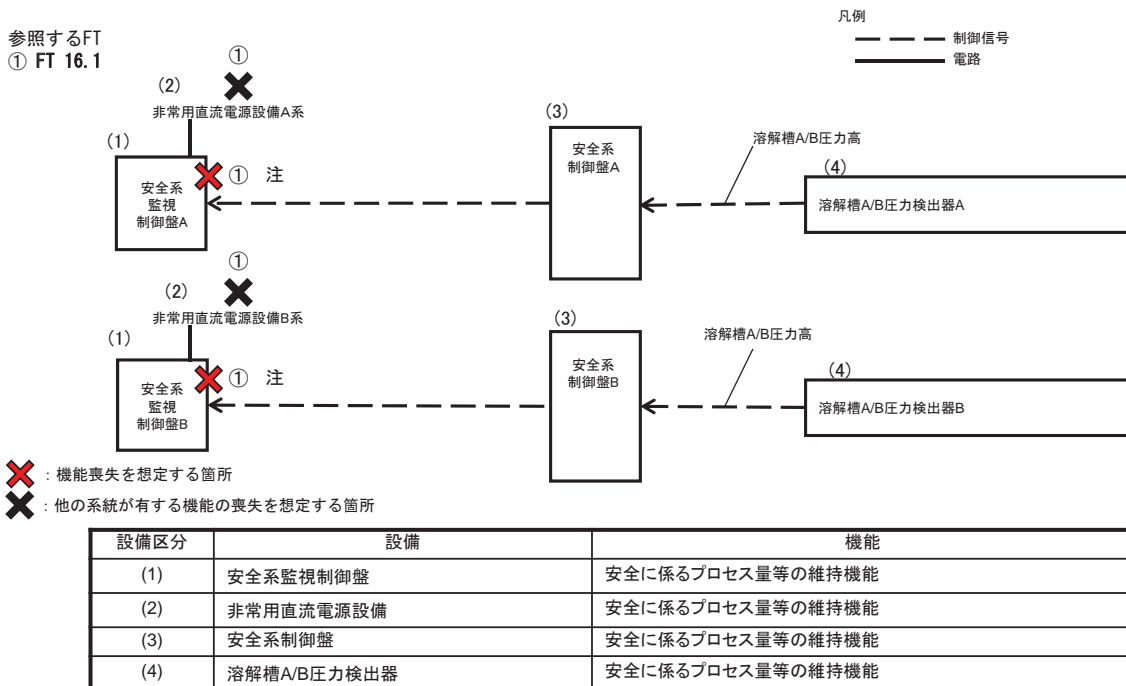 参照するFT
① FT 16.1
凡例
制御信号
電路
①
(2)
非常用直流電源設備A系
(1)
安全系
監視
制御盤A
① 注
(3)
安全系
制御盤A
溶解槽A/B圧力高
(4)
溶解槽A/B圧力検出器A
①
(2)
非常用直流電源設備B系
(1)
安全系
監視
制御盤B
① 注
(3)
安全系
制御盤B
溶解槽A/B圧力高
(4)
溶解槽A/B圧力検出器B
：機能喪失を想定する箇所
：他の系統が有する機能の喪失を想定する箇所
設備区分 設備 機能
(1) 安全系監視制御盤 安全に係るプロセス量等の維持機能
(2) 非常用直流電源設備 安全に係るプロセス量等の維持機能
(3) 安全系制御盤 安全に係るプロセス量等の維持機能
(4) 溶解槽A/B圧力検出器 安全に係るプロセス量等の維持機能